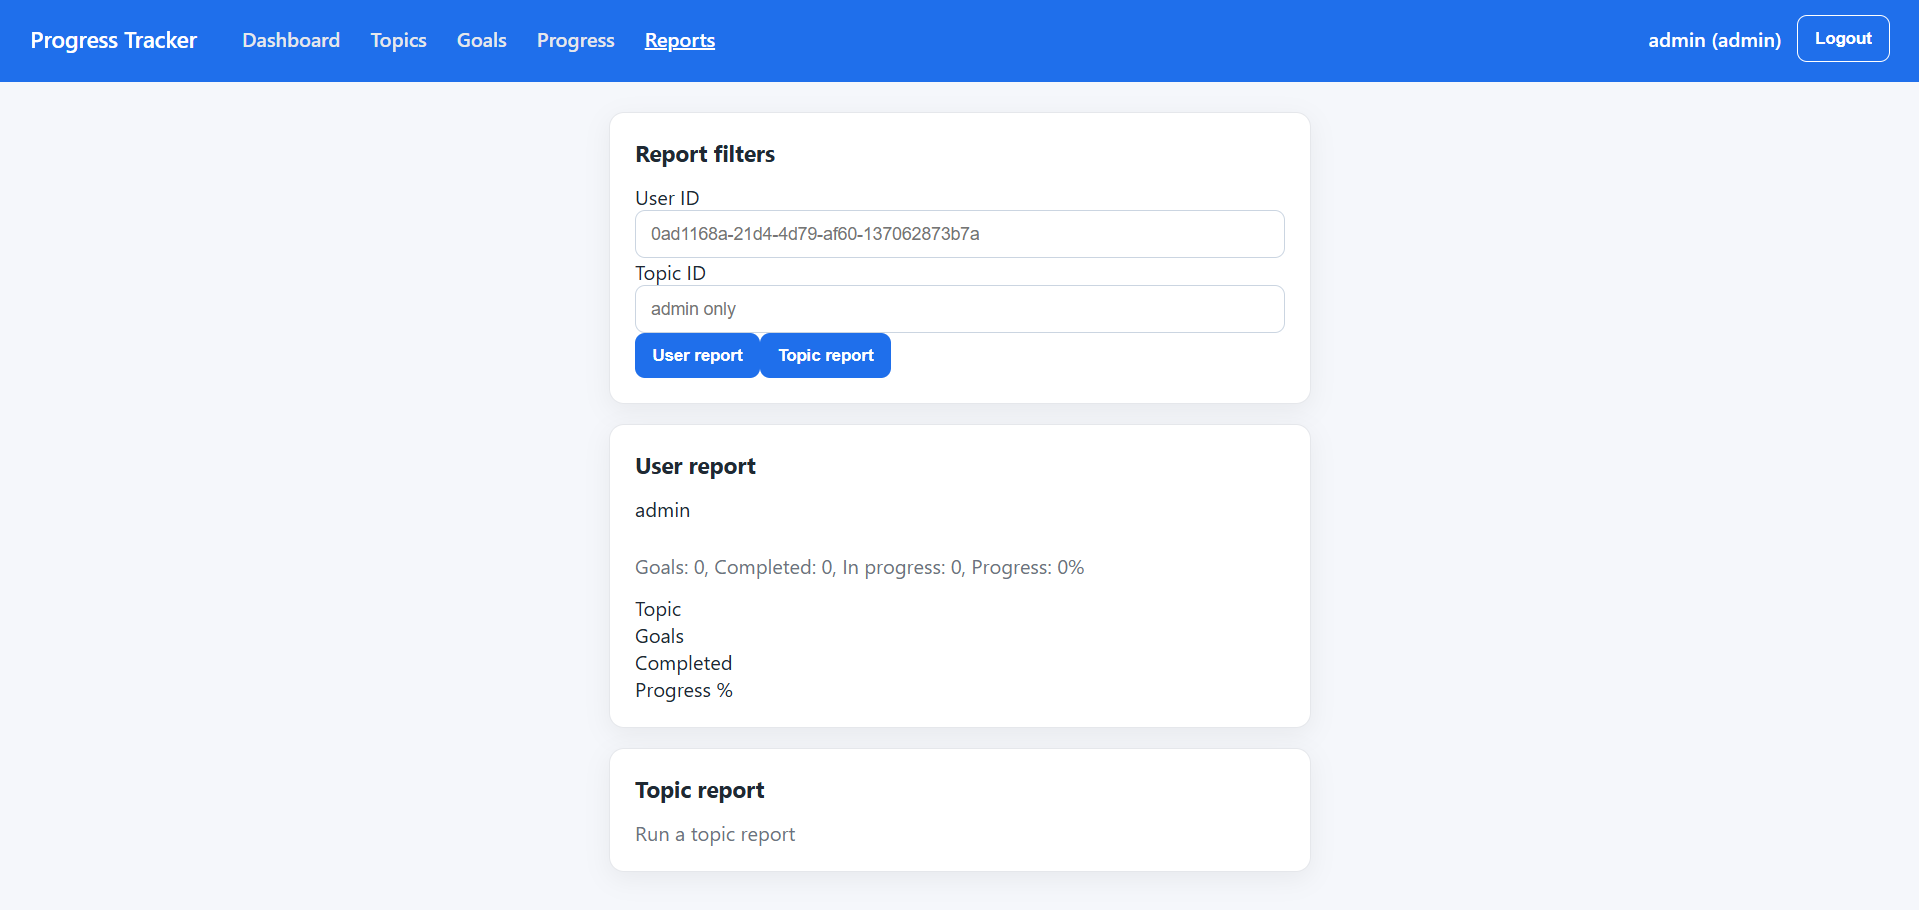 Progress Tracker Dashboard Topics Goals Progress Reports admin (admin) Logout
Report filters
User ID
0ad1168a-21d4-4d79-af60-137062873b7a
Topic ID
admin only
User report Topic report
User report
admin
Goals: 0, Completed: 0, In progress: 0, Progress: 0%
Topic
Goals
Completed
Progress %
Topic report
Run a topic report